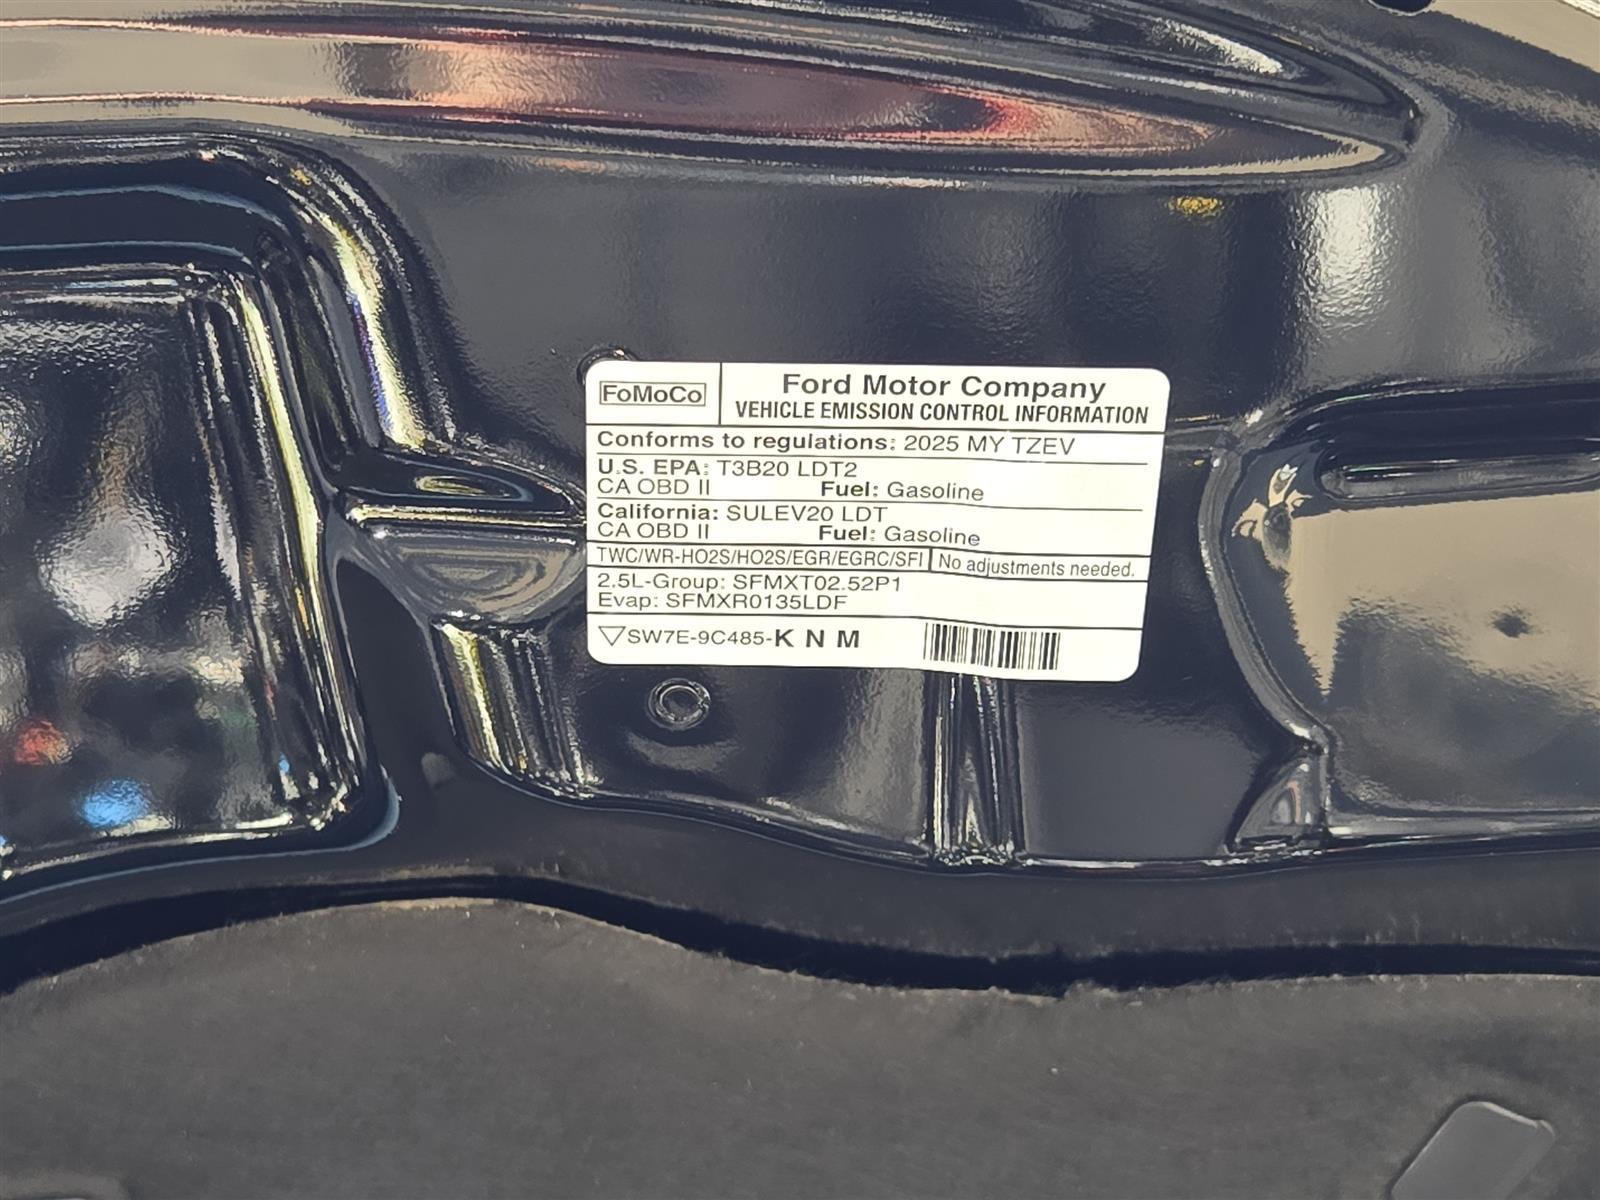 FoMoCo
Ford Motor Company
VEHICLE EMISSION CONTROL INFORMATION
Conforms to regulations: 2025 MY TZEV
U.S. EPA: T3B20 LDT2
CA OBD II Fuel: Gasoline
California: SULEV20 LDT
CA OBD II Fuel: Gasoline
TWC/WR-HO2S/HO2S/EGR/EGRC/SFI No adjustments needed.
2.5L-Group: SFMXT02.52P1
Evap: SFMXR0135LDF
SW7E-9C485-K N M